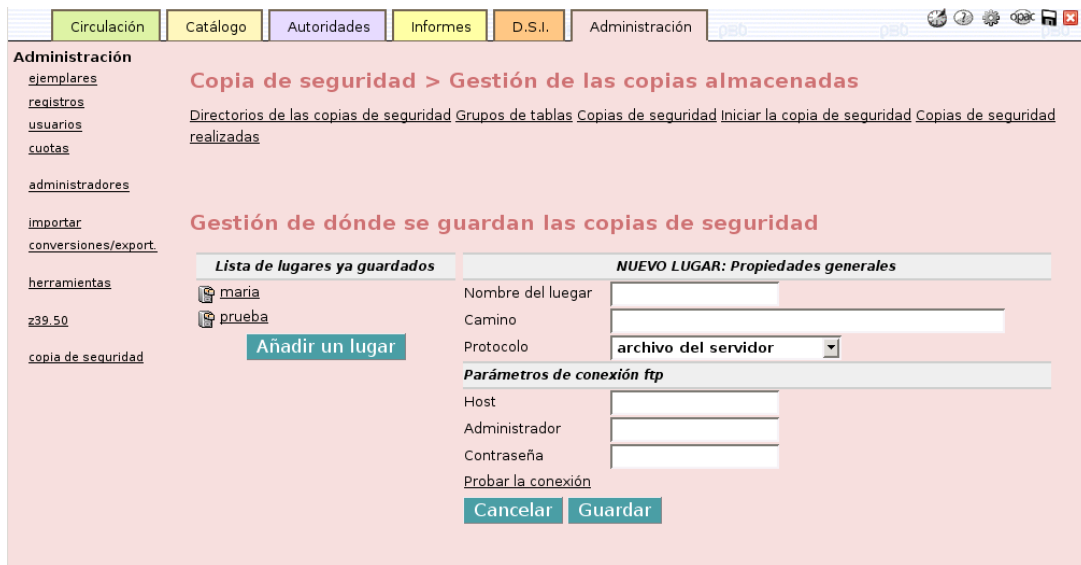 Circulación Catálogo Autoridades Informes D.S.I. Administración opac
Administración
ejemplares
registros
usuarios
cuotas
administradores
importar
conversiones/export.
herramientas
z39.50
copia de seguridad
Copia de seguridad > Gestión de las copias almacenadas
Directorios de las copias de seguridad Grupos de tablas Copias de seguridad Iniciar la copia de seguridad Copias de seguridad
realizadas
Gestión de dónde se guardan las copias de seguridad
Lista de lugares ya guardados
maria
prueba
Añadir un lugar
NUEVO LUGAR: Propiedades generales
Nombre del luegar
Camino
Protocolo archivo del servidor
Parámetros de conexión ftp
Host
Administrador
Contraseña
Probar la conexión
Cancelar Guardar